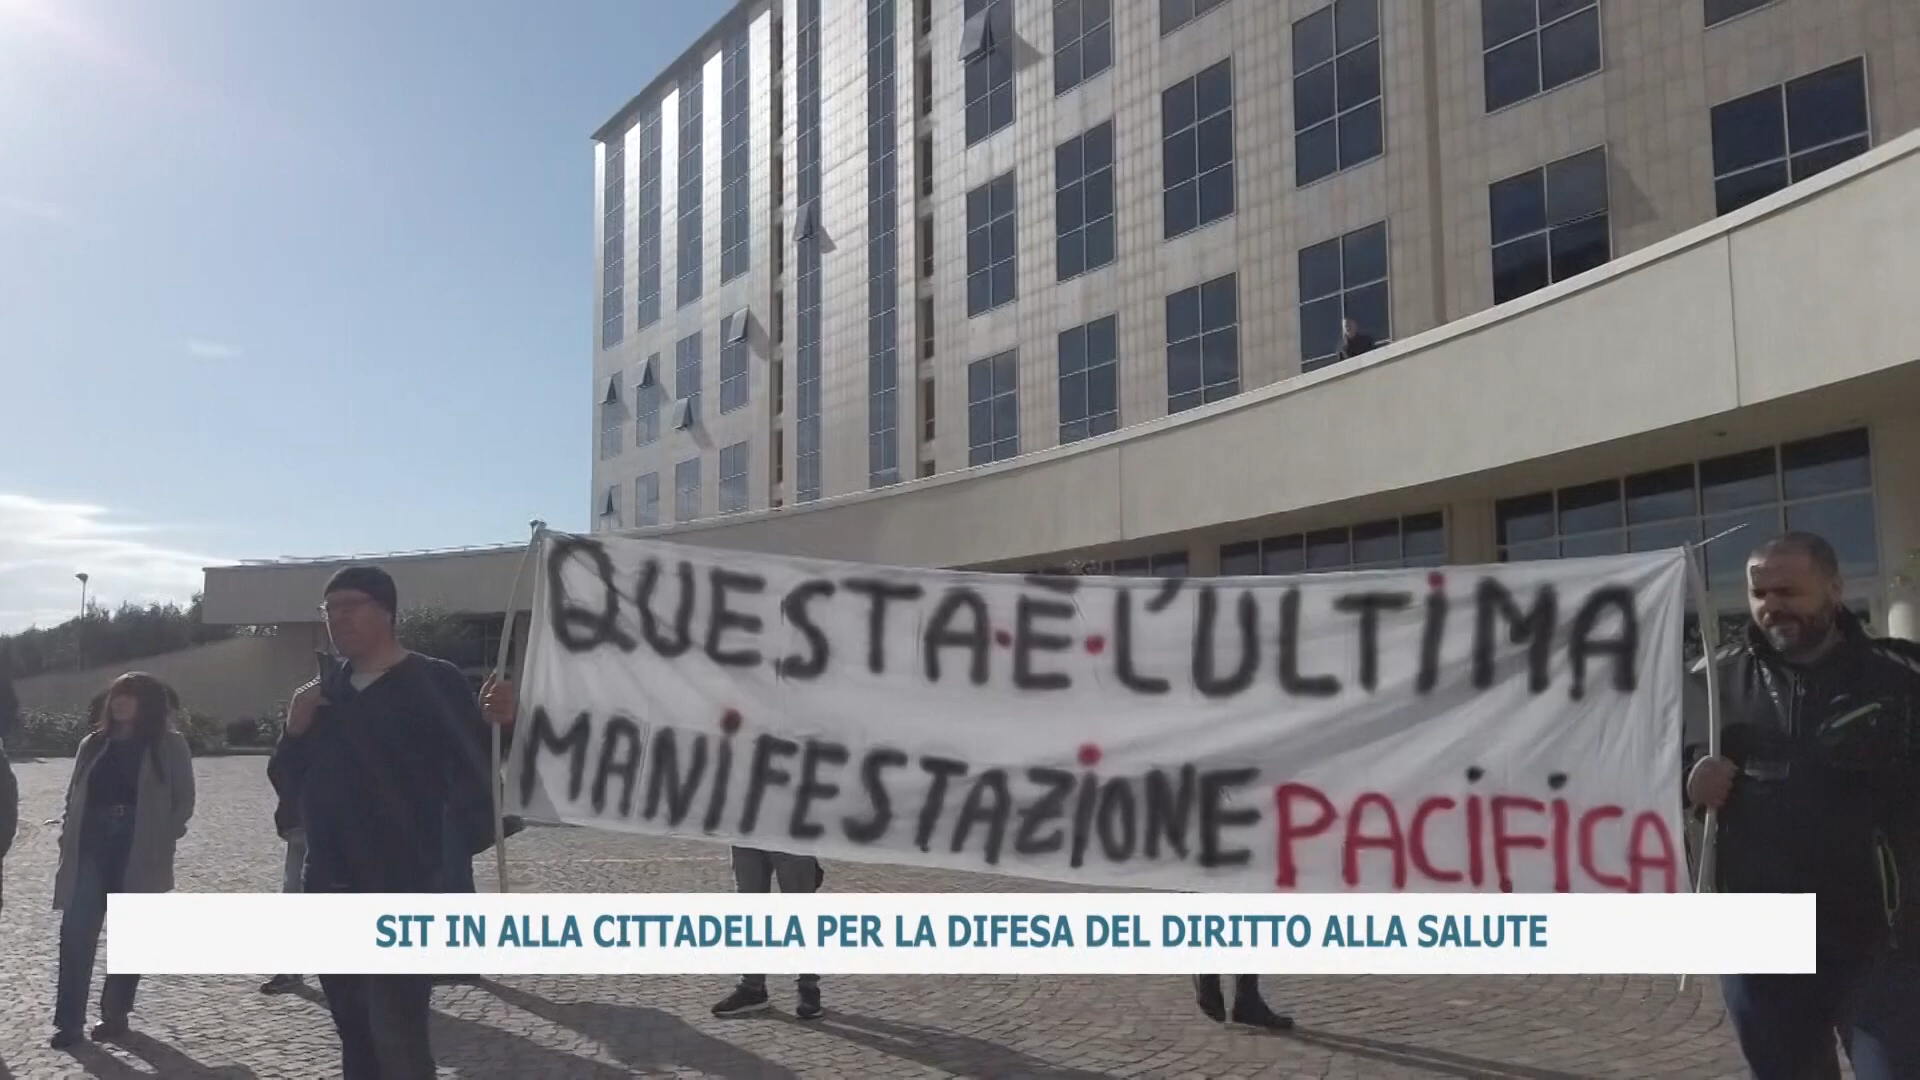 QUESTA·È·L'ULTIMA
MANIFESTAZIONE PACIFICA
SIT IN ALLA CITTADELLA PER LA DIFESA DEL DIRITTO ALLA SALUTE